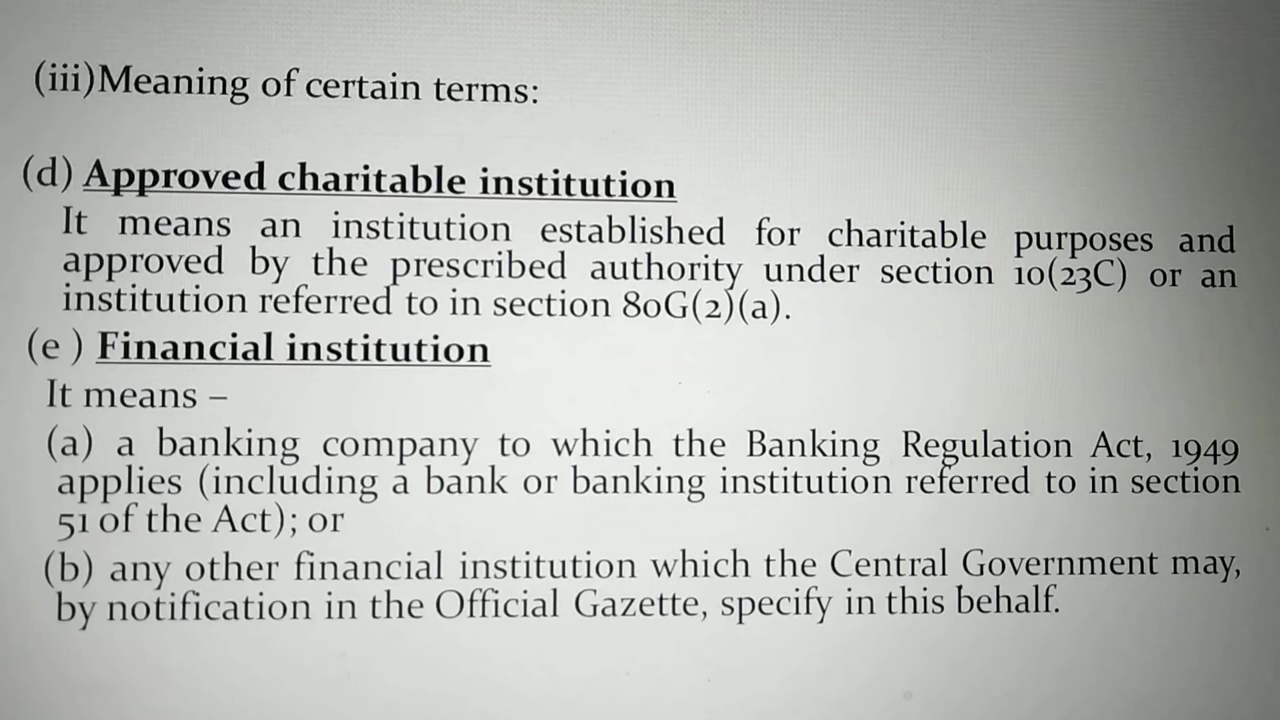 (iii)Meaning of certain terms:
(d) Approved charitable institution
It means an institution established for charitable purposes and
approved by the prescribed authority under section 10(23C) or an
institution referred to in section 80G(2)(a).
(e ) Financial institution
It means –
(a) a banking company to which the Banking Regulation Act, 1949
applies (including a bank or banking institution referred to in section
51 of the Act); or
(b) any other financial institution which the Central Government may,
by notification in the Official Gazette, specify in this behalf.